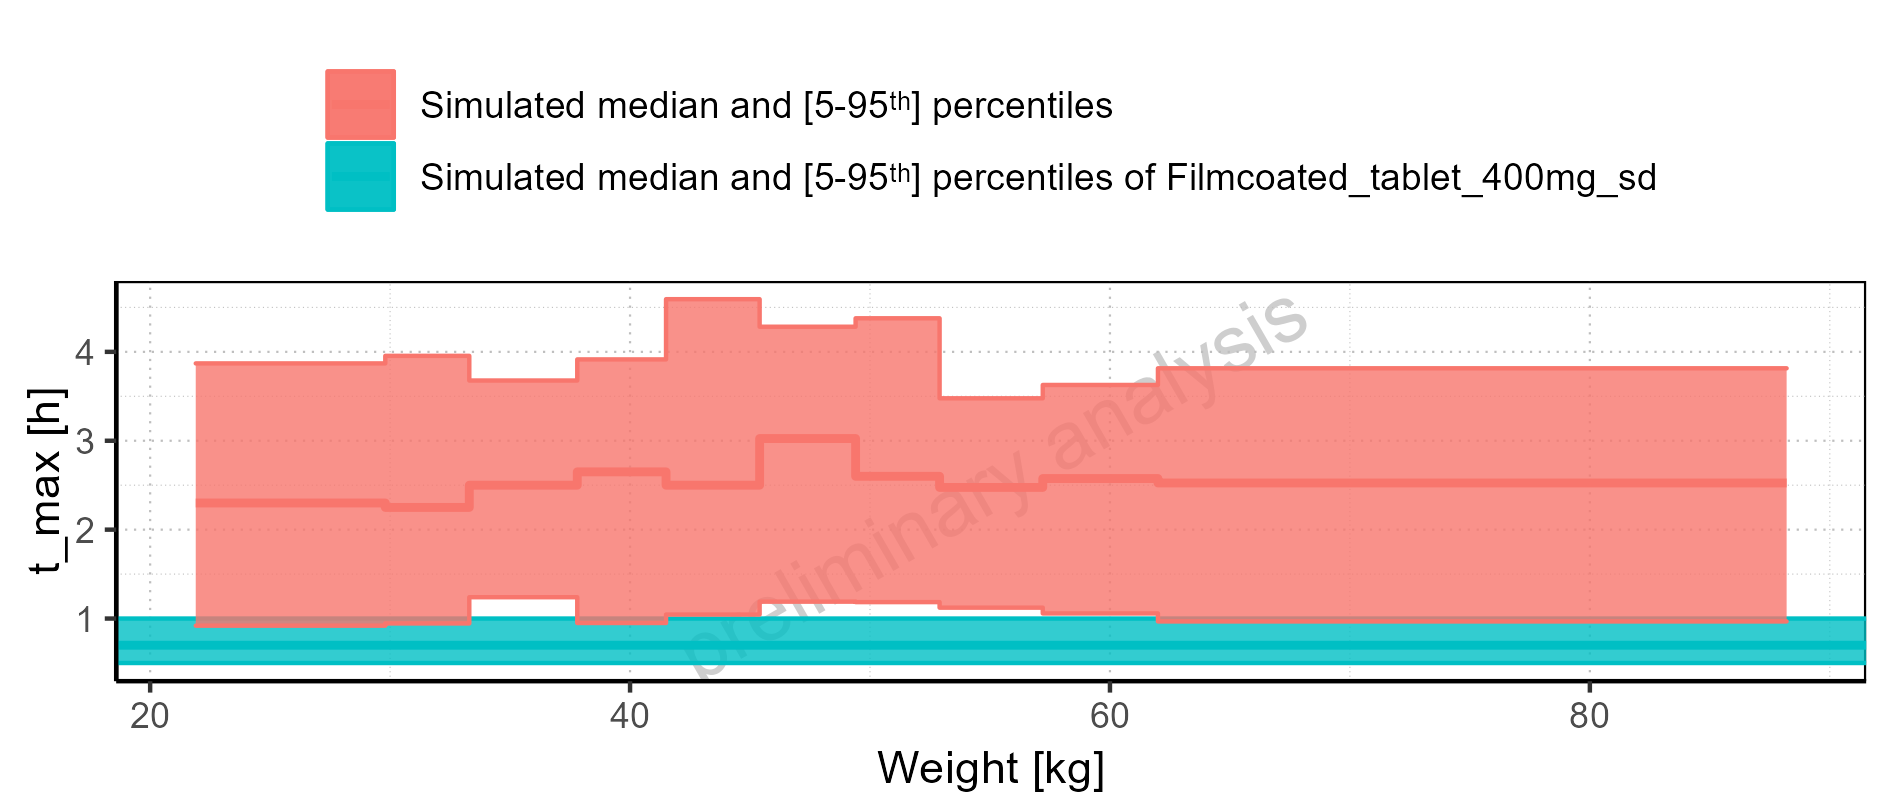 Simulated median and [5-95th] percentiles
Simulated median and [5-95th] percentiles of Filmcoated_tablet_400mg_sd
preliminary analysis
t_max [h]
4
3
2
1
20 40 60 80
Weight [kg]